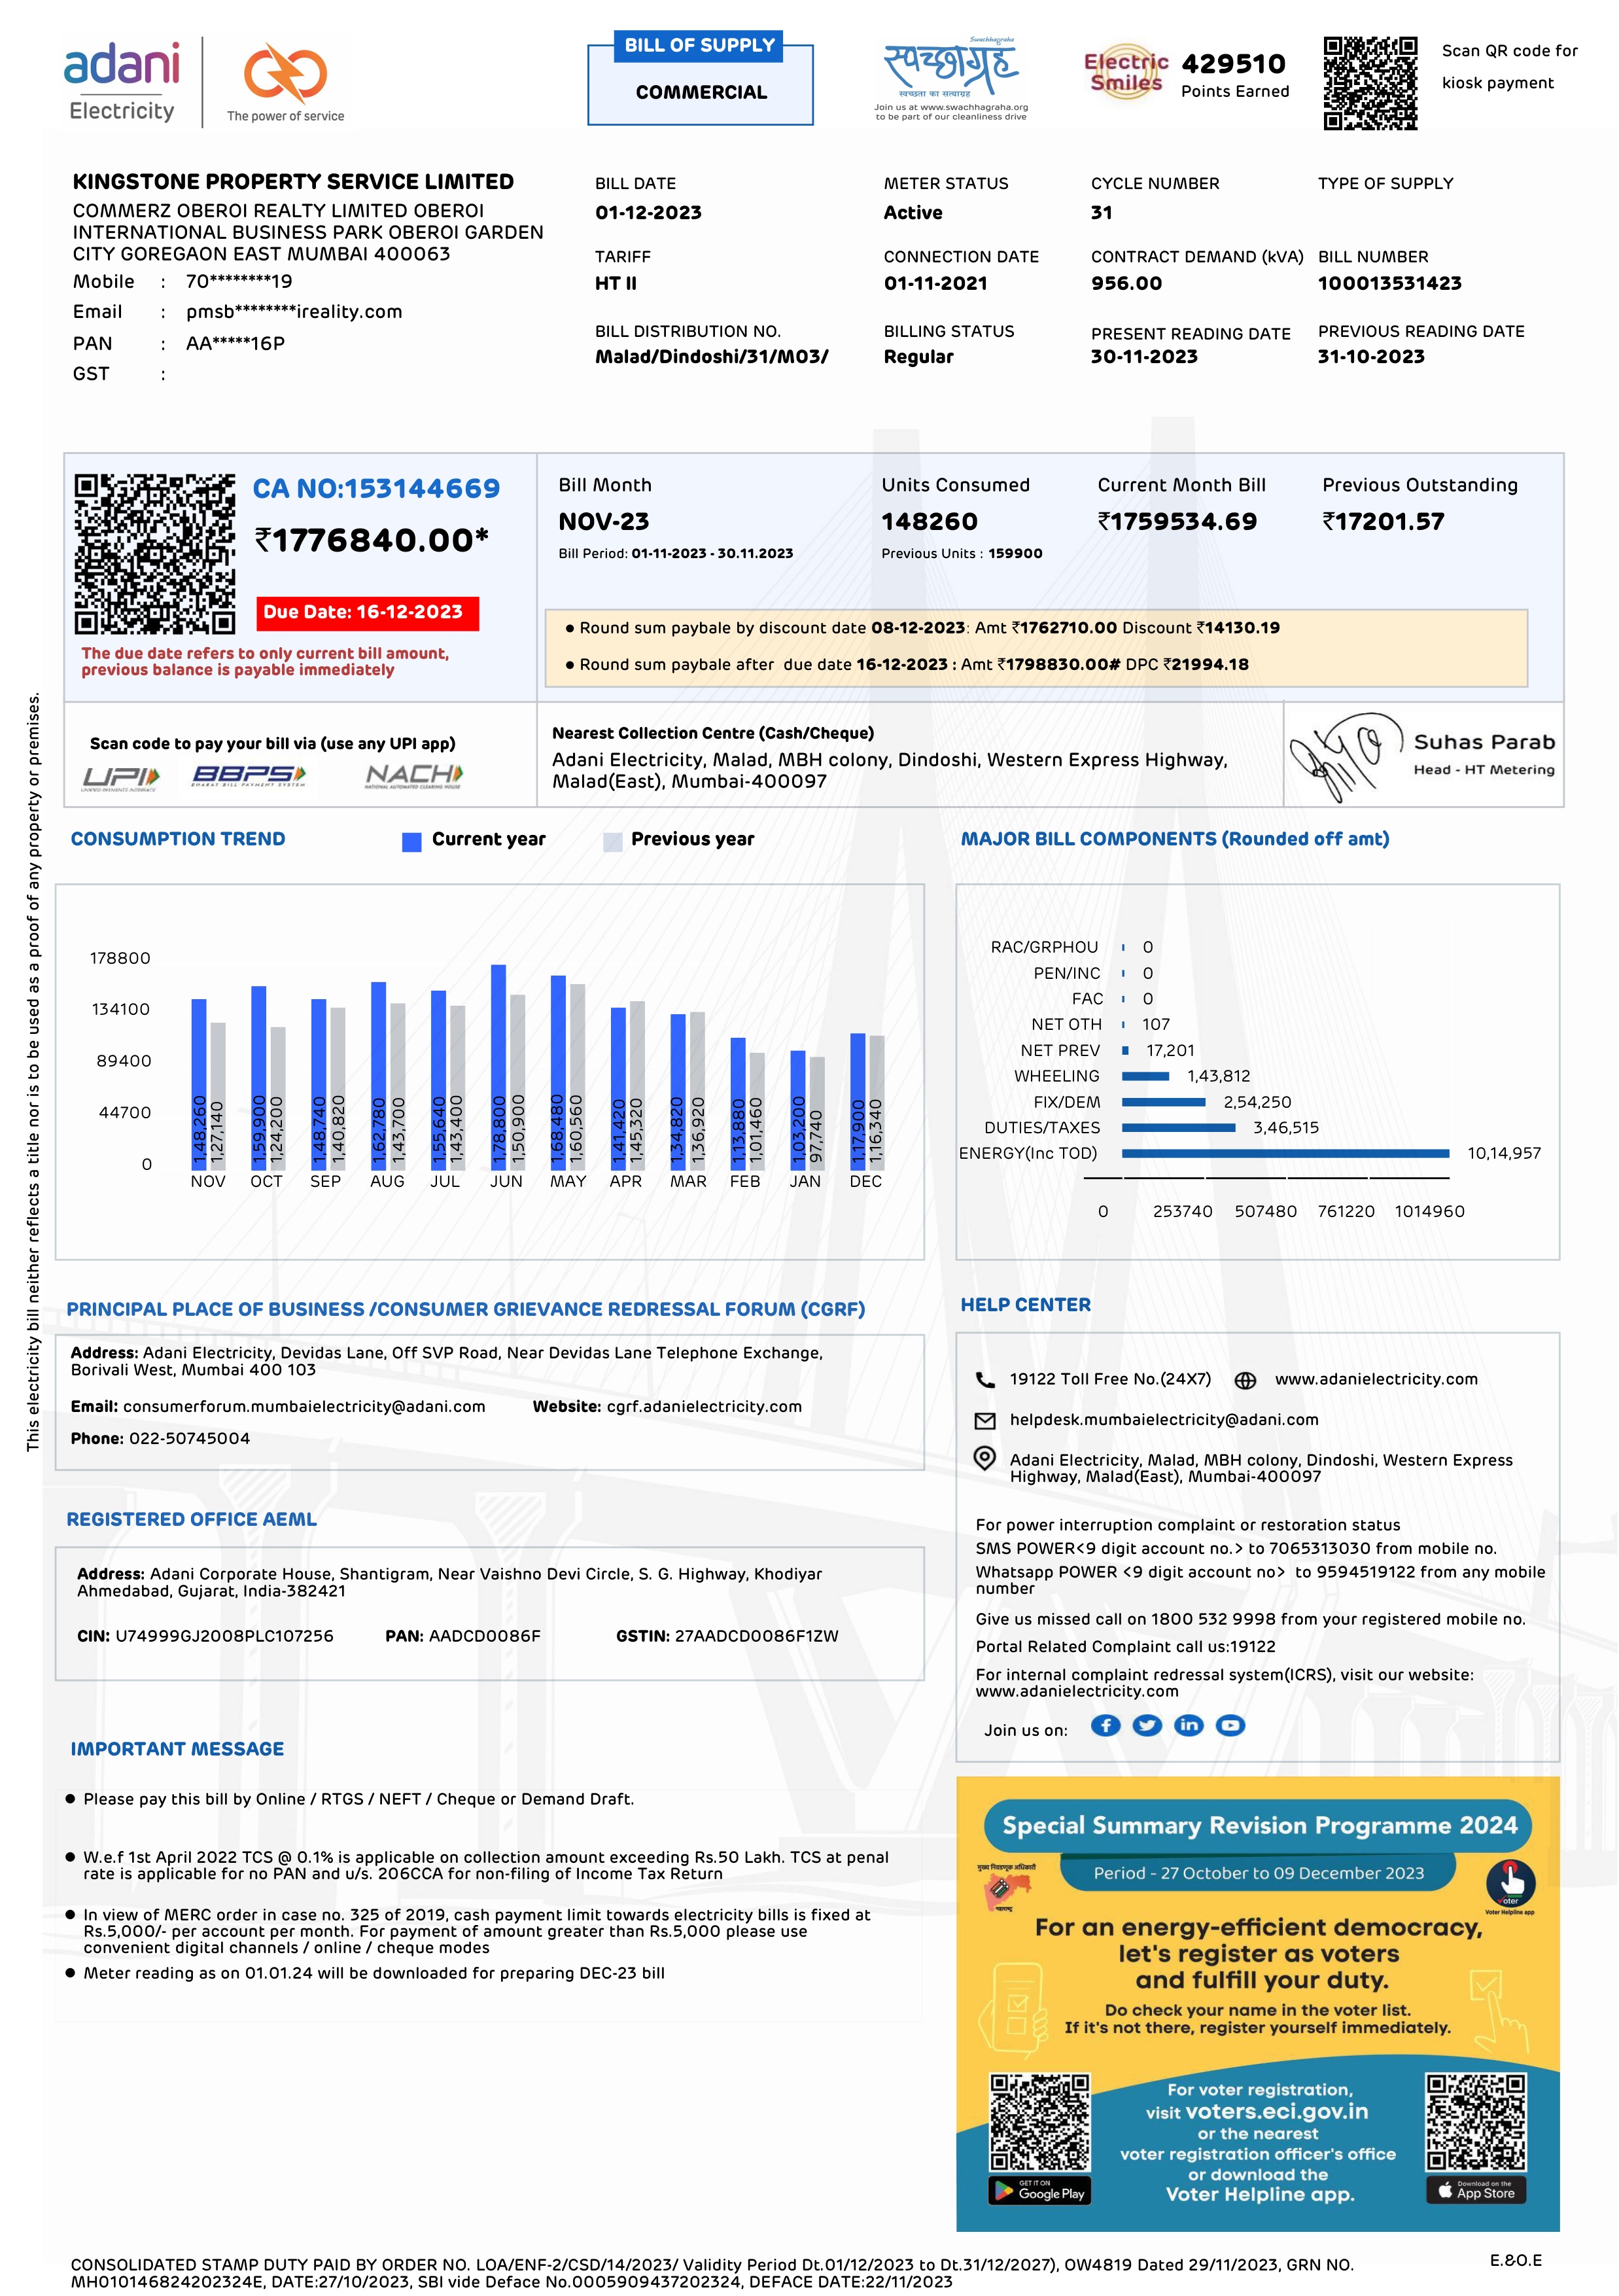 adani
Electricity
The power of service
BILL OF SUPPLY
COMMERCIAL
Swachhagraha
स्वच्छाग्रह
स्वच्छता का सत्याग्रह
Join us at www.swachhagraha.org
to be part of our cleanliness drive
Electric
Smiles
429510
Points Earned
Scan QR code for
kiosk payment
KINGSTONE PROPERTY SERVICE LIMITED
COMMERZ OBEROI REALTY LIMITED OBEROI
INTERNATIONAL BUSINESS PARK OBEROI GARDEN
CITY GOREGAON EAST MUMBAI 400063
Mobile : 70********19
Email : pmsb********ireality.com
PAN : AA*****16P
GST :
BILL DATE
01-12-2023
METER STATUS
Active
CYCLE NUMBER
31
TYPE OF SUPPLY
TARIFF
HT II
CONNECTION DATE
01-11-2021
CONTRACT DEMAND (kVA)
956.00
BILL NUMBER
100013531423
BILL DISTRIBUTION NO.
Malad/Dindoshi/31/M03/
BILLING STATUS
Regular
PRESENT READING DATE
30-11-2023
PREVIOUS READING DATE
31-10-2023
CA NO:153144669
₹1776840.00*
Due Date: 16-12-2023
The due date refers to only current bill amount,
previous balance is payable immediately
Bill Month
NOV-23
Bill Period: 01-11-2023 - 30.11.2023
Units Consumed
148260
Previous Units : 159900
Current Month Bill
₹1759534.69
Previous Outstanding
₹17201.57
● Round sum paybale by discount date 08-12-2023: Amt ₹1762710.00 Discount ₹14130.19
● Round sum paybale after due date 16-12-2023 : Amt ₹1798830.00# DPC ₹21994.18
Scan code to pay your bill via (use any UPI app)
UPI
UNIFIED PAYMENTS INTERFACE
BBPS
BHARAT BILL PAYMENT SYSTEM
NACH
NATIONAL AUTOMATED CLEARING HOUSE
Nearest Collection Centre (Cash/Cheque)
Adani Electricity, Malad, MBH colony, Dindoshi, Western Express Highway,
Malad(East), Mumbai-400097
Suhas Parab
Head - HT Metering
This electricity bill neither reflects a title nor is to be used as a proof of any property or premises.
CONSUMPTION TREND
Current year
Previous year
178800
134100
89400
44700
0
1,48,260
1,27,140
1,59,900
1,24,200
1,48,740
1,40,820
1,62,780
1,43,700
1,55,640
1,43,400
1,78,800
1,50,900
1,68,480
1,60,560
1,41,420
1,45,320
1,34,820
1,36,920
1,13,880
1,01,460
1,03,200
97,740
1,17,900
1,16,340
NOV OCT SEP AUG JUL JUN MAY APR MAR FEB JAN DEC
MAJOR BILL COMPONENTS (Rounded off amt)
RAC/GRPHOU 0
PEN/INC 0
FAC 0
NET OTH 107
NET PREV 17,201
WHEELING 1,43,812
FIX/DEM 2,54,250
DUTIES/TAXES 3,46,515
ENERGY(Inc TOD) 10,14,957
0 253740 507480 761220 1014960
PRINCIPAL PLACE OF BUSINESS /CONSUMER GRIEVANCE REDRESSAL FORUM (CGRF)
Address: Adani Electricity, Devidas Lane, Off SVP Road, Near Devidas Lane Telephone Exchange,
Borivali West, Mumbai 400 103
Email: consumerforum.mumbaielectricity@adani.com Website: cgrf.adanielectricity.com
Phone: 022-50745004
REGISTERED OFFICE AEML
Address: Adani Corporate House, Shantigram, Near Vaishno Devi Circle, S. G. Highway, Khodiyar
Ahmedabad, Gujarat, India-382421
CIN: U74999GJ2008PLC107256 PAN: AADCD0086F GSTIN: 27AADCD0086F1ZW
IMPORTANT MESSAGE
● Please pay this bill by Online / RTGS / NEFT / Cheque or Demand Draft.
● W.e.f 1st April 2022 TCS @ 0.1% is applicable on collection amount exceeding Rs.50 Lakh. TCS at penal
rate is applicable for no PAN and u/s. 206CCA for non-filing of Income Tax Return
● In view of MERC order in case no. 325 of 2019, cash payment limit towards electricity bills is fixed at
Rs.5,000/- per account per month. For payment of amount greater than Rs.5,000 please use
convenient digital channels / online / cheque modes
● Meter reading as on 01.01.24 will be downloaded for preparing DEC-23 bill
HELP CENTER
19122 Toll Free No.(24X7) www.adanielectricity.com
helpdesk.mumbaielectricity@adani.com
Adani Electricity, Malad, MBH colony, Dindoshi, Western Express
Highway, Malad(East), Mumbai-400097
For power interruption complaint or restoration status
SMS POWER<9 digit account no.> to 7065313030 from mobile no.
Whatsapp POWER <9 digit account no> to 9594519122 from any mobile
number
Give us missed call on 1800 532 9998 from your registered mobile no.
Portal Related Complaint call us:19122
For internal complaint redressal system(ICRS), visit our website:
www.adanielectricity.com
Join us on:
Special Summary Revision Programme 2024
Period - 27 October to 09 December 2023
मुख्य निवडणूक अधिकारी
महाराष्ट्र
Voter
Voter Helpline app
For an energy-efficient democracy,
let's register as voters
and fulfill your duty.
Do check your name in the voter list.
If it's not there, register yourself immediately.
For voter registration,
visit voters.eci.gov.in
or the nearest
voter registration officer's office
or download the
Voter Helpline app.
GET IT ON
Google Play
Download on the
App Store
CONSOLIDATED STAMP DUTY PAID BY ORDER NO. LOA/ENF-2/CSD/14/2023/ Validity Period Dt.01/12/2023 to Dt.31/12/2027), OW4819 Dated 29/11/2023, GRN NO.
MH010146824202324E, DATE:27/10/2023, SBI vide Deface No.0005909437202324, DEFACE DATE:22/11/2023
E.&O.E